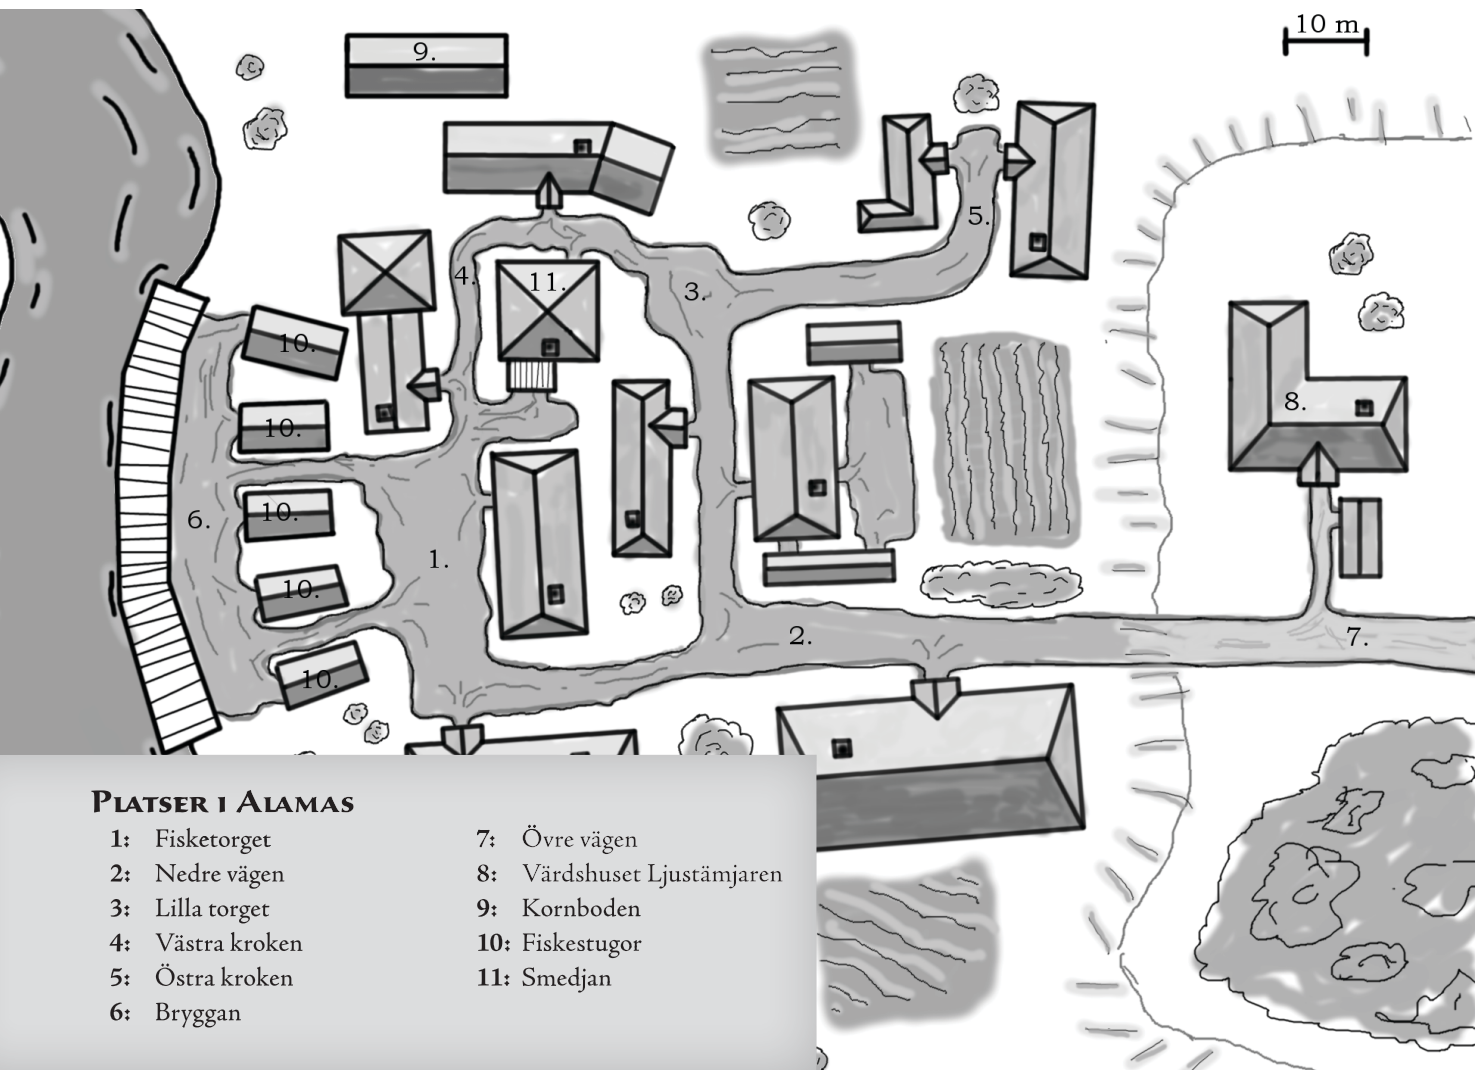 10 m
9.
5.
4.
11.
3.
10.
8.
10.
10.
6.
1.
10.
2.
7.
10.
Platser i Alamas
1: Fisketorget
2: Nedre vägen
3: Lilla torget
4: Västra kroken
5: Östra kroken
6: Bryggan
7: Övre vägen
8: Värdshuset Ljustämjaren
9: Kornboden
10: Fiskestugor
11: Smedjan